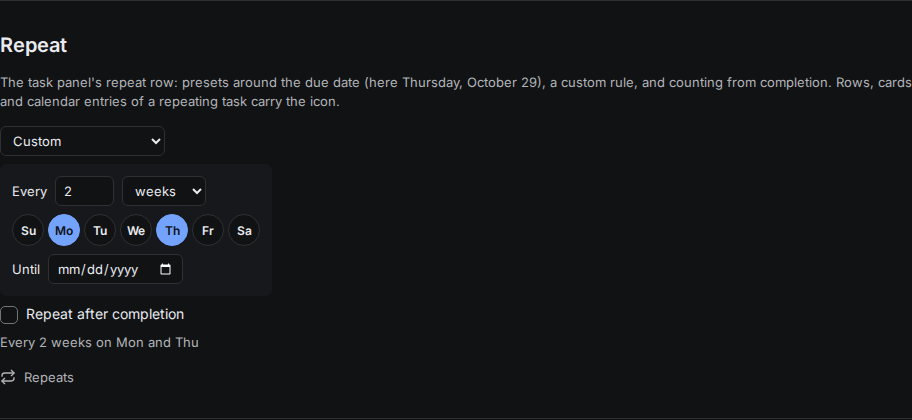 Repeat
The task panel's repeat row: presets around the due date (here Thursday, October 29), a custom rule, and counting from completion. Rows, cards
and calendar entries of a repeating task carry the icon.
Custom
Every 2 weeks
Su Mo Tu We Th Fr Sa
Until mm/dd/yyyy
Repeat after completion
Every 2 weeks on Mon and Thu
Repeats